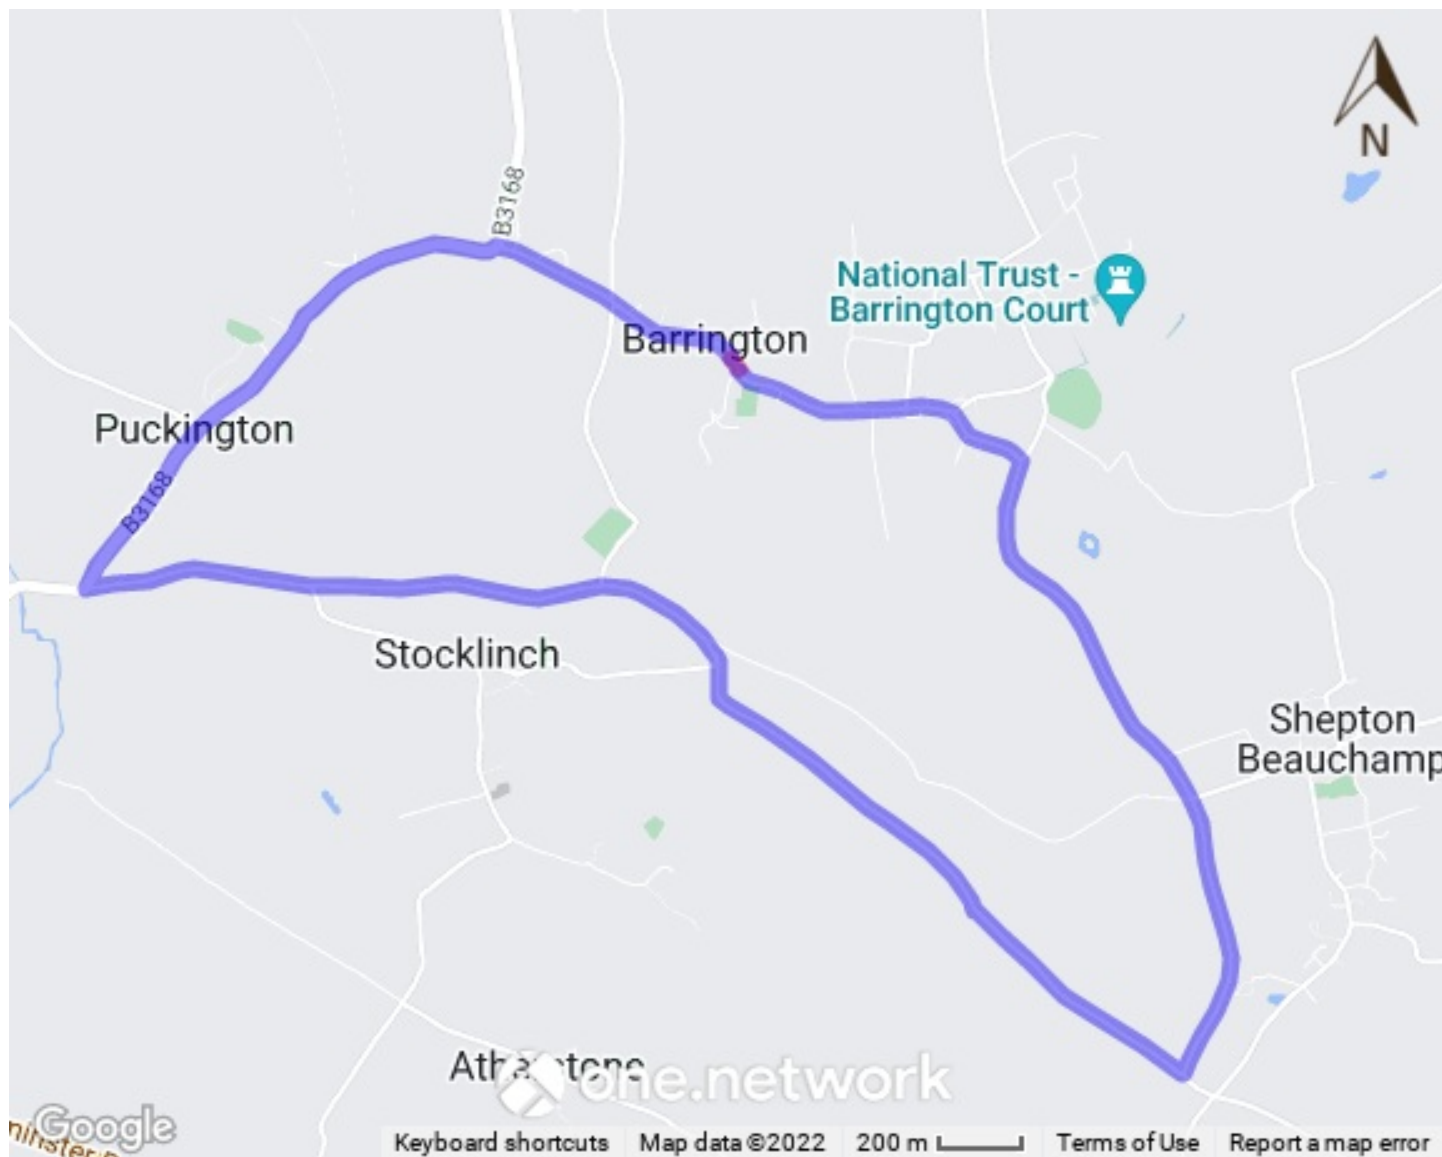 N
B3168
National Trust -
Barrington Court
Barrington
Puckington
B3168
Stocklinch
Shepton
Beauchamp
one.network
Google
Keyboard shortcuts
Map data ©2022
200 m
Terms of Use
Report a map error